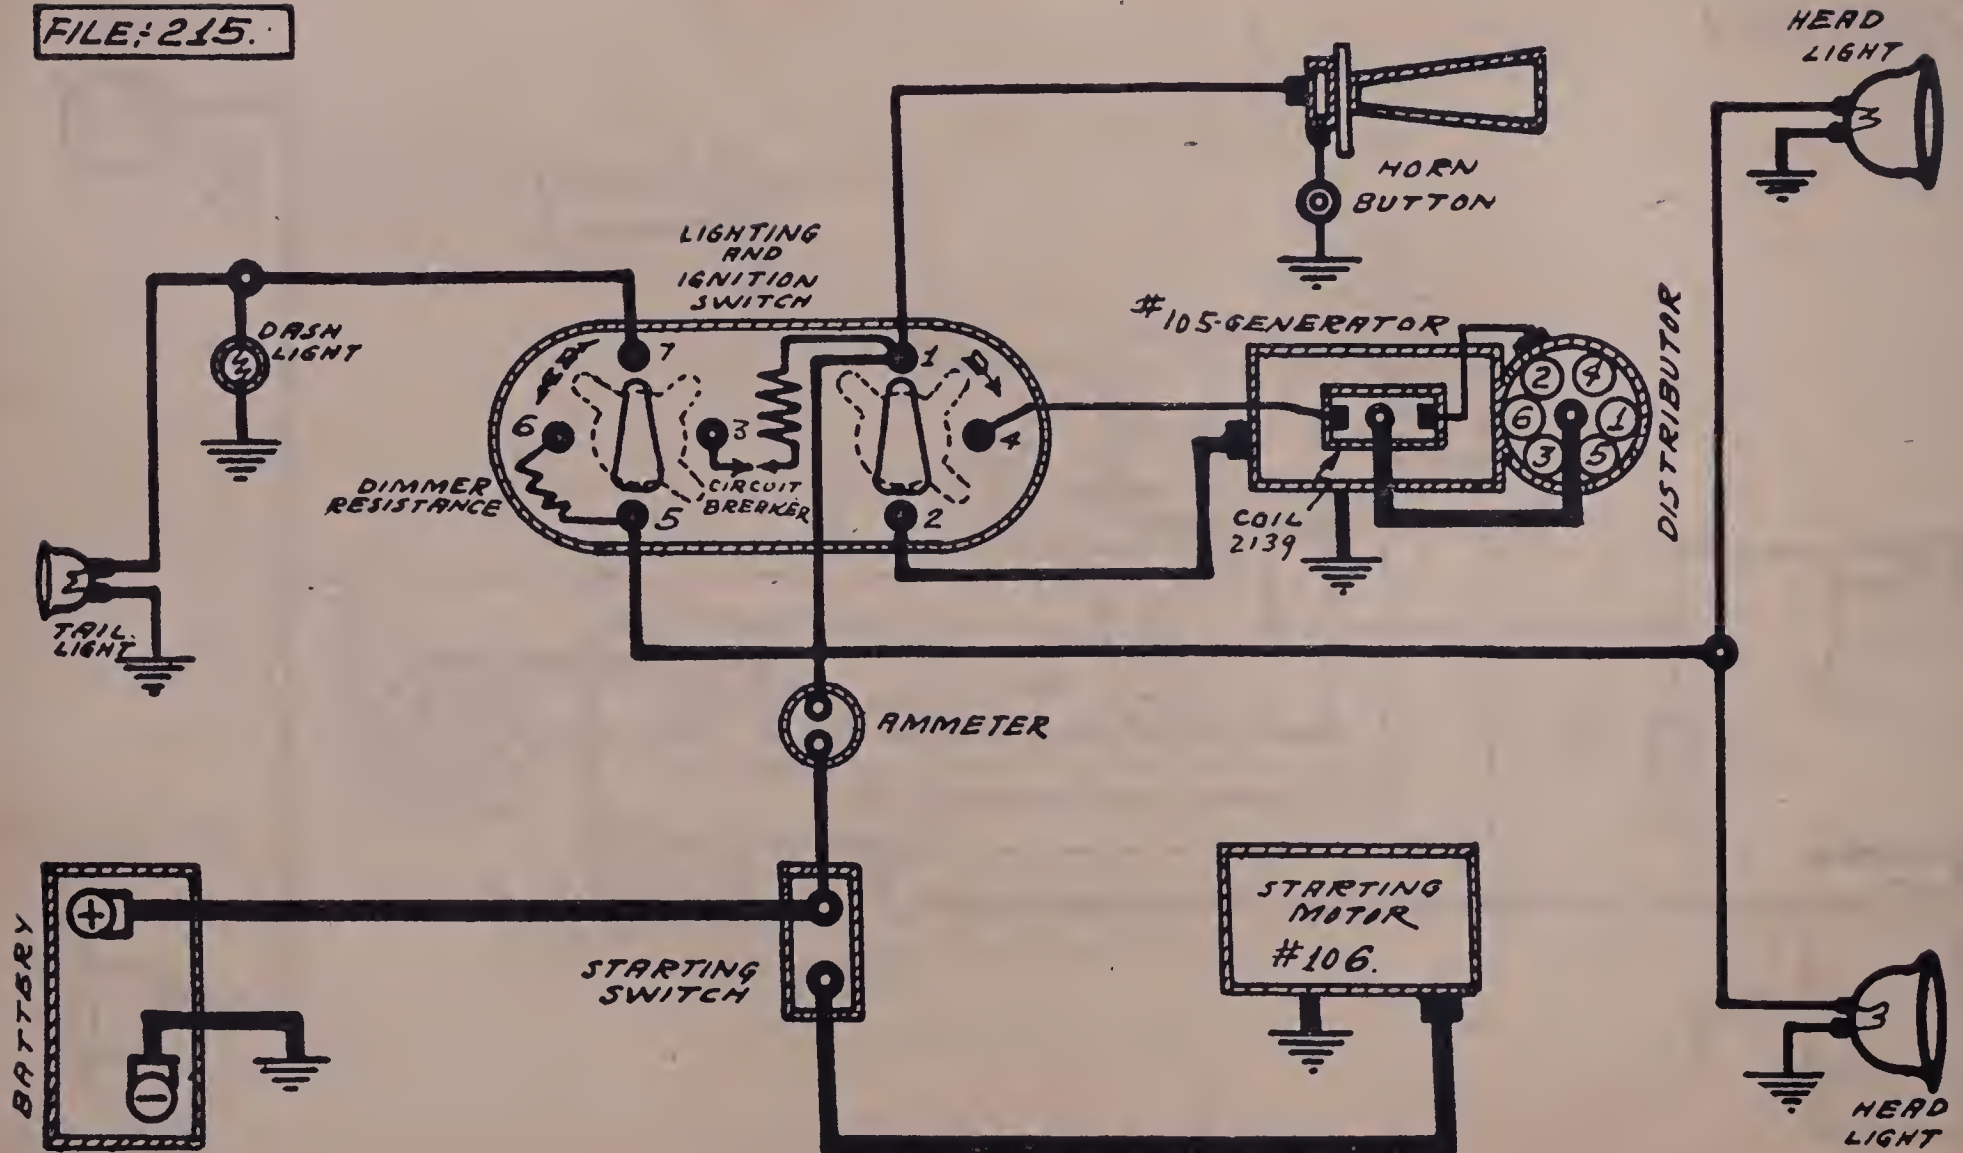 FILE: 215.
HEAD
LIGHT
HORN
BUTTON
LIGHTING
AND
IGNITION
SWITCH
#105-GENERATOR
DISTRIBUTOR
DASH
LIGHT
7
1
6
3
4
5
2
DIMMER
RESISTANCE
CIRCUIT
BREAKER
2
4
6
1
3
5
COIL
2139
TAIL
LIGHT
AMMETER
BATTERY
+
-
STARTING
SWITCH
STARTING
MOTOR
#106.
HEAD
LIGHT